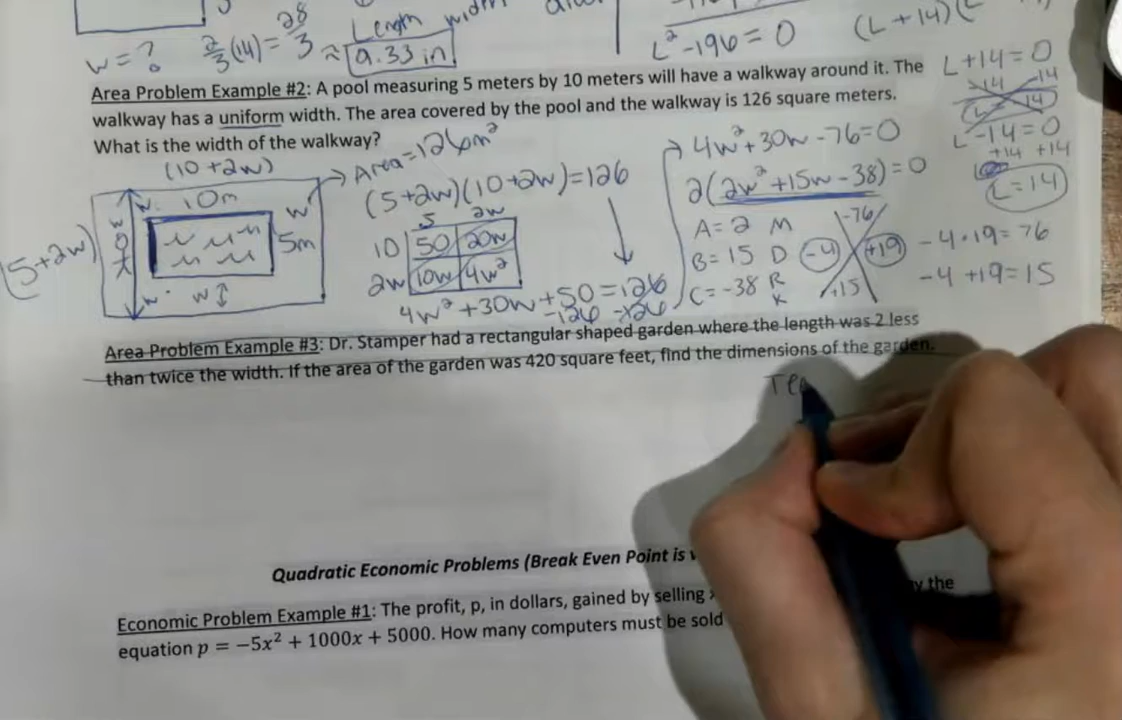 Length width
w = ? 2/3(14) = 28/3 ≈ 9.33 in
L² - 196 = 0
(L + 14)(L
L + 14 = 0
-14 -14
L - 14 = 0
+14 +14
L = 14
Area Problem Example #2: A pool measuring 5 meters by 10 meters will have a walkway around it. The
walkway has a uniform width. The area covered by the pool and the walkway is 126 square meters.
What is the width of the walkway?
(10 + 2w)
10m
5m
w
w
w
(5+2w)
→ Area = 126m²
(5+2w)(10+2w) = 126
5 2w
10 50 20w
2w 10w 4w²
4w² + 30w + 50 = 126
-126 -126
→ 4w² + 30w - 76 = 0
2(2w² + 15w - 38) = 0
A = 2 M
B = 15 D
C = -38 R
K
-76
-4 +19
+15
-4 · 19 = 76
-4 + 19 = 15
Area Problem Example #3: Dr. Stamper had a rectangular shaped garden where the length was 2 less
than twice the width. If the area of the garden was 420 square feet, find the dimensions of the garden.
Quadratic Economic Problems (Break Even Point is
Economic Problem Example #1: The profit, p, in dollars, gained by selling
the
equation p = −5x² + 1000x + 5000. How many computers must be sold